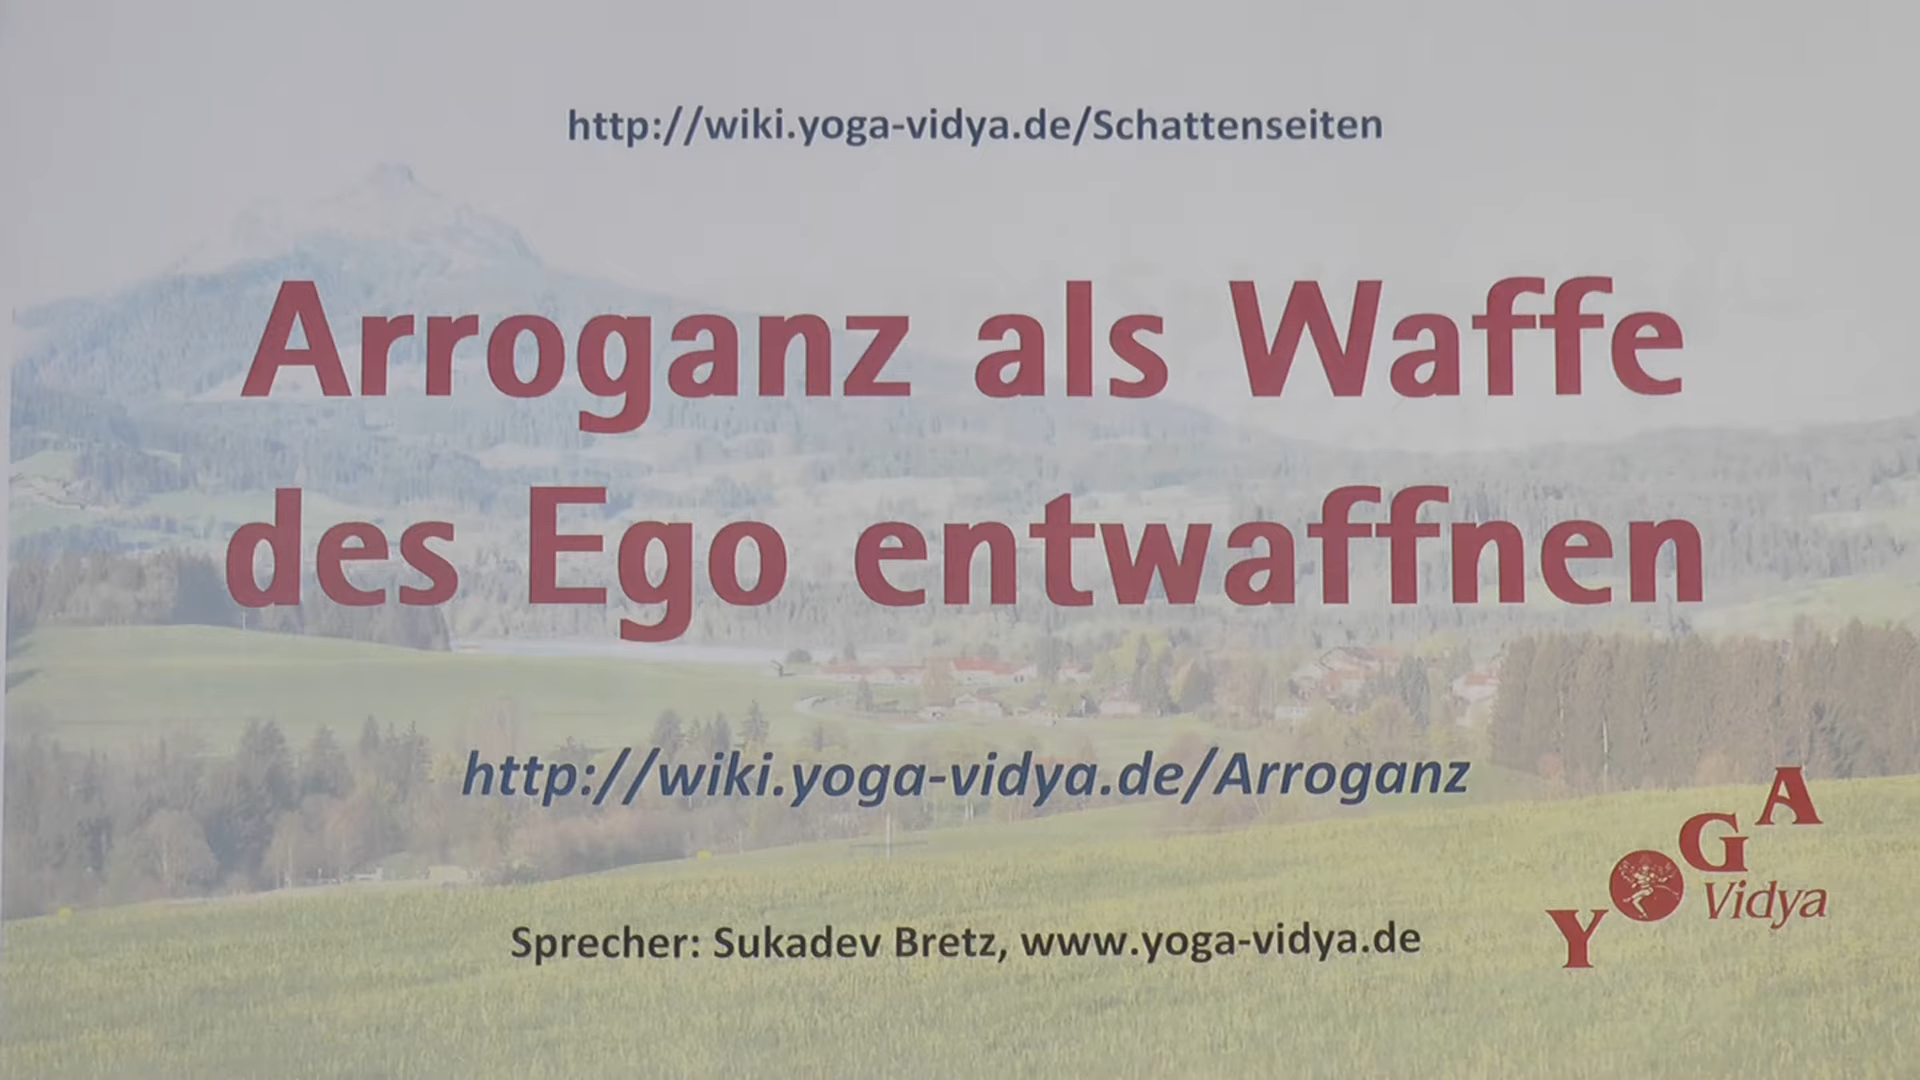 http://wiki.yoga-vidya.de/Schattenseiten
Arroganz als Waffe
des Ego entwaffnen
http://wiki.yoga-vidya.de/Arroganz
YOGA
Vidya
Sprecher: Sukadev Bretz, www.yoga-vidya.de